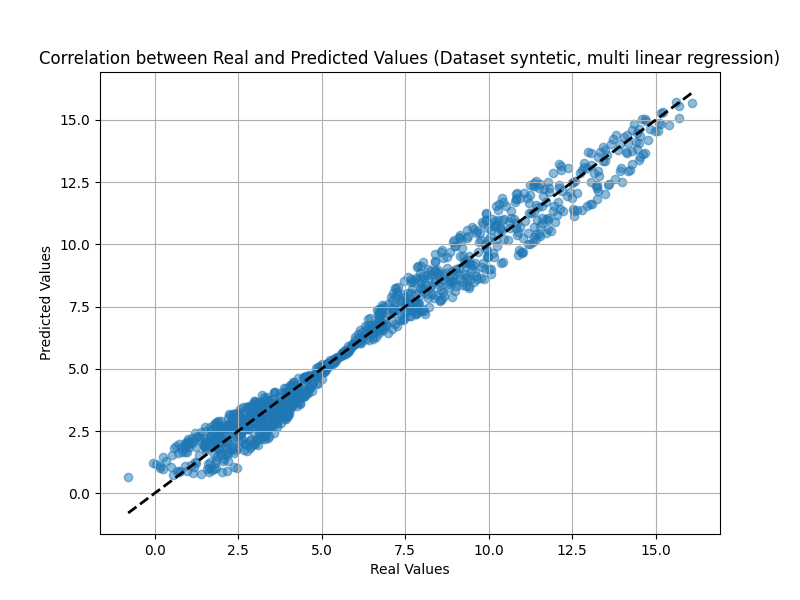 Correlation between Real and Predicted Values (Dataset syntetic, multi linear regression)
Predicted Values
15.0
12.5
10.0
7.5
5.0
2.5
0.0
0.0 2.5 5.0 7.5 10.0 12.5 15.0
Real Values